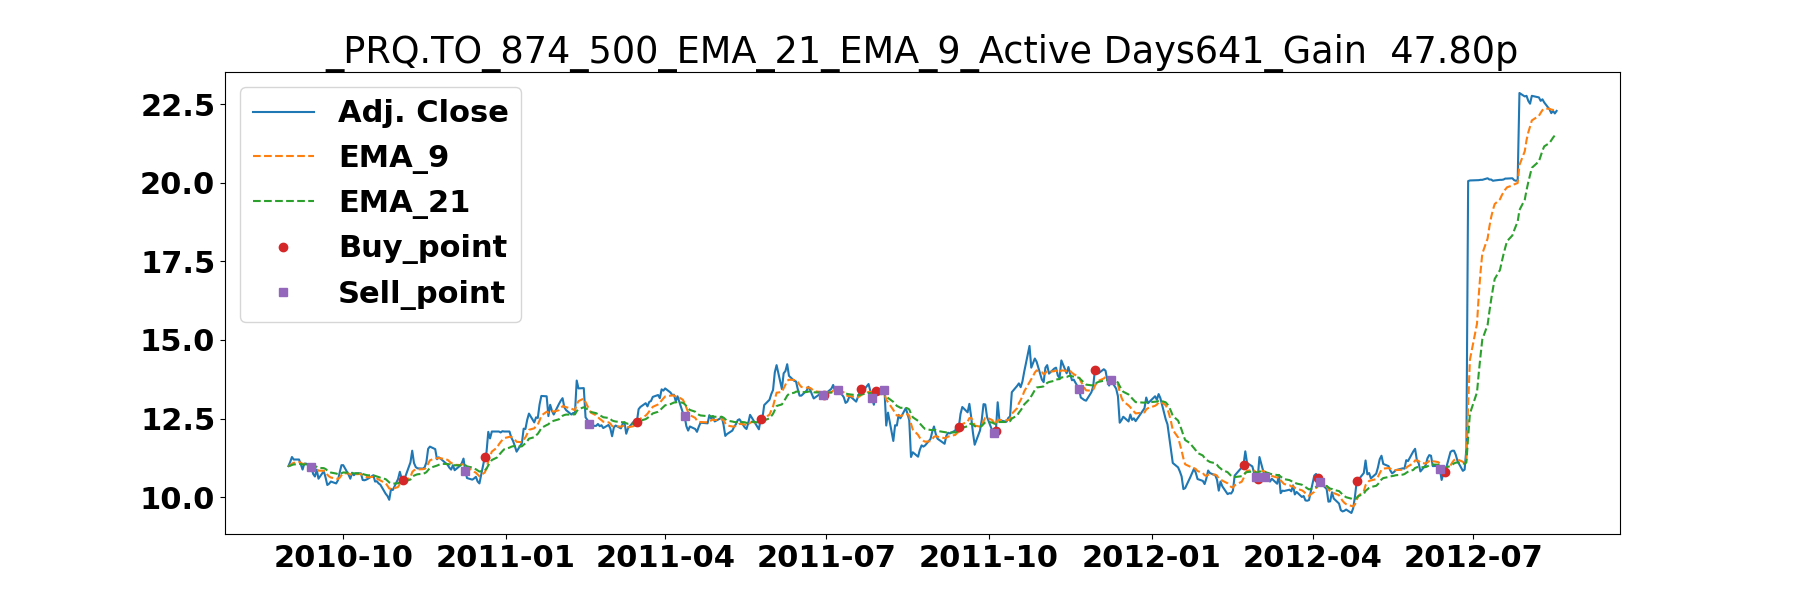 _PRQ.TO_874_500_EMA_21_EMA_9_Active Days641_Gain  47.80p
22.5
20.0
17.5
15.0
12.5
10.0
Adj. Close
EMA_9
EMA_21
Buy_point
Sell_point
2010-10 2011-01 2011-04 2011-07 2011-10 2012-01 2012-04 2012-07